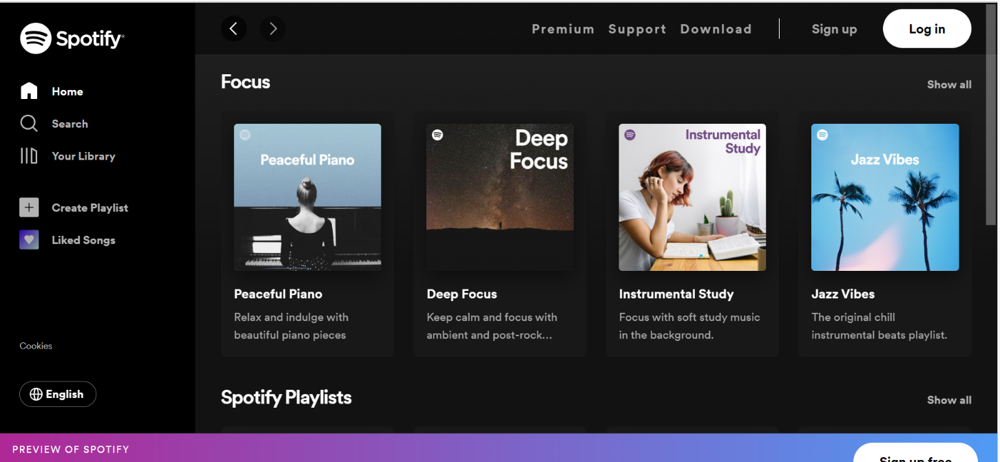 Spotify®
Home
Search
Your Library
Create Playlist
Liked Songs
Cookies
English
Premium Support Download Sign up Log in
Focus
Show all
Peaceful Piano
Peaceful Piano
Relax and indulge with
beautiful piano pieces
Deep
Focus
Deep Focus
Keep calm and focus with
ambient and post-rock...
Instrumental
Study
Instrumental Study
Focus with soft study music
in the background.
Jazz Vibes
Jazz Vibes
The original chill
instrumental beats playlist.
Spotify Playlists
Show all
PREVIEW OF SPOTIFY
Sign up free